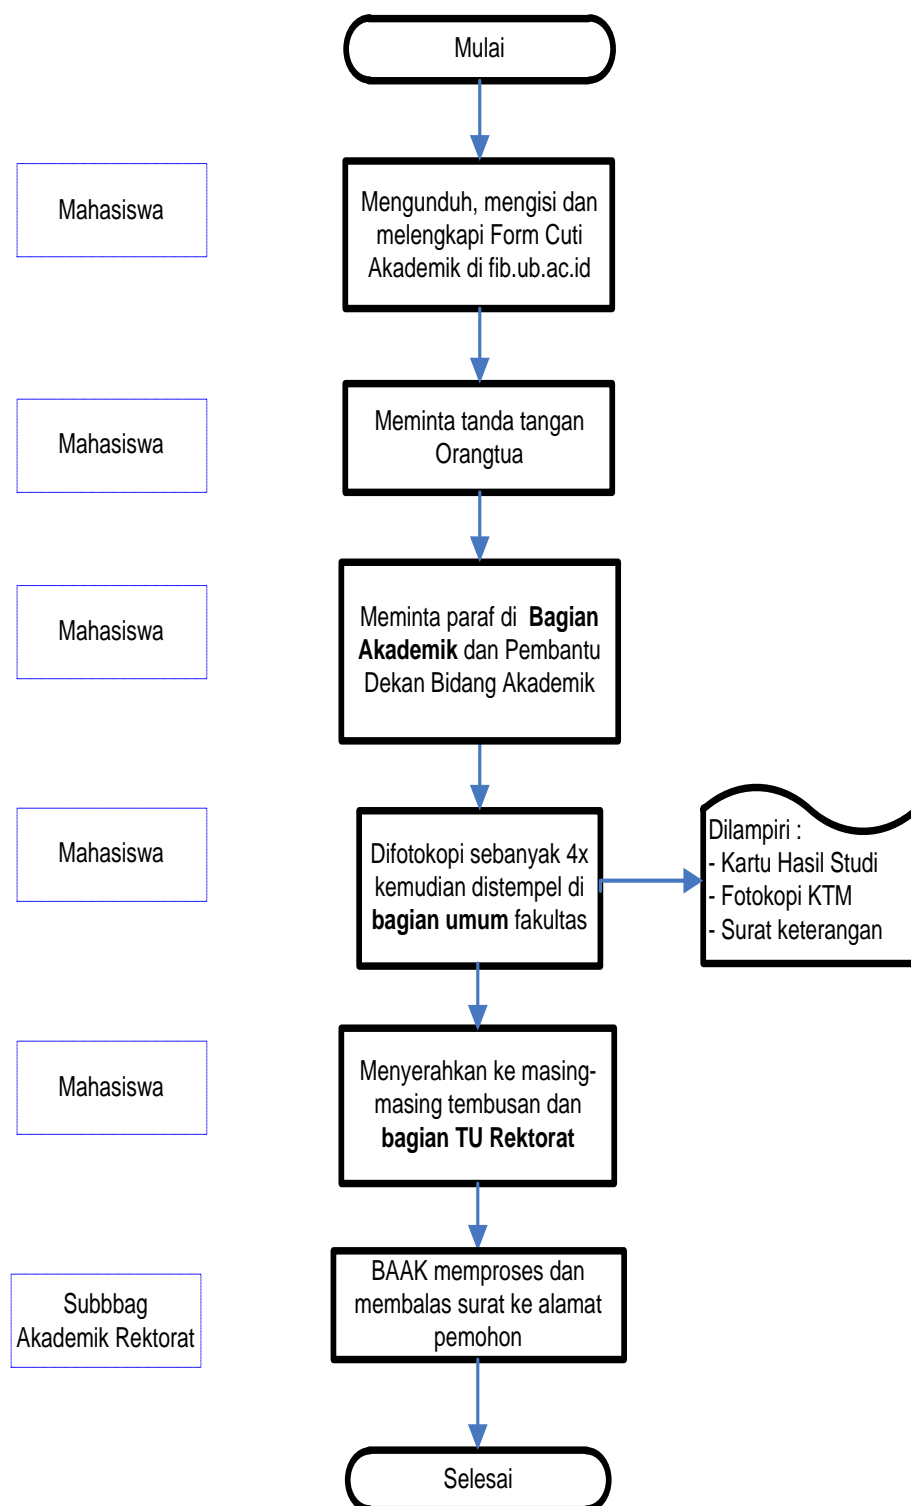 Mulai
Mahasiswa
Mengunduh, mengisi dan
melengkapi Form Cuti
Akademik di fib.ub.ac.id
Mahasiswa
Meminta tanda tangan
Orangtua
Mahasiswa
Meminta paraf di Bagian
Akademik dan Pembantu
Dekan Bidang Akademik
Mahasiswa
Difotokopi sebanyak 4x
kemudian distempel di
bagian umum fakultas
Dilampiri :
- Kartu Hasil Studi
- Fotokopi KTM
- Surat keterangan
Mahasiswa
Menyerahkan ke masing-
masing tembusan dan
bagian TU Rektorat
Subbbag
Akademik Rektorat
BAAK memproses dan
membalas surat ke alamat
pemohon
Selesai